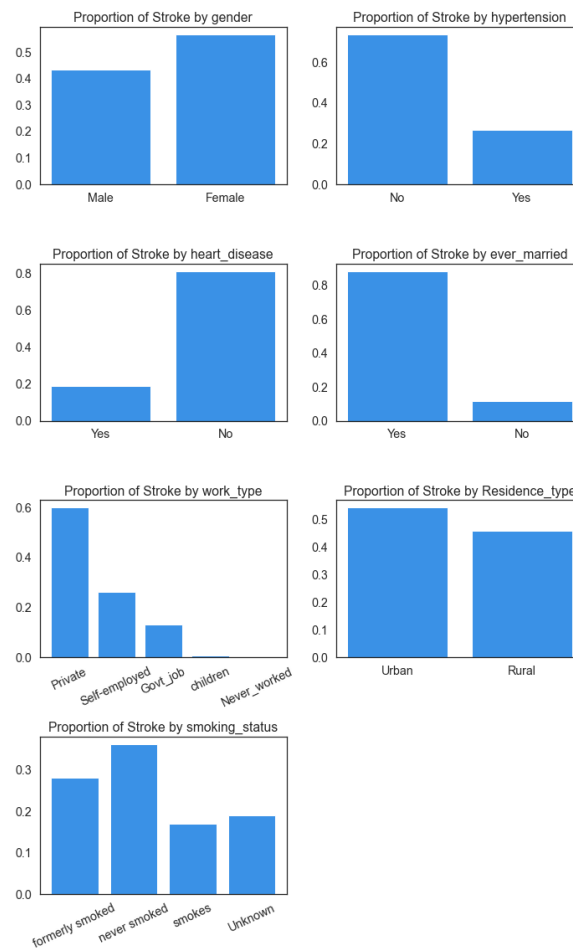 Proportion of Stroke by gender
0.5
0.4
0.3
0.2
0.1
0.0
Male Female
Proportion of Stroke by hypertension
0.6
0.4
0.2
0.0
No Yes
Proportion of Stroke by heart_disease
0.8
0.6
0.4
0.2
0.0
Yes No
Proportion of Stroke by ever_married
0.8
0.6
0.4
0.2
0.0
Yes No
Proportion of Stroke by work_type
0.6
0.4
0.2
0.0
Private Self-employed Govt_job children Never_worked
Proportion of Stroke by Residence_type
0.5
0.4
0.3
0.2
0.1
0.0
Urban Rural
Proportion of Stroke by smoking_status
0.3
0.2
0.1
0.0
formerly smoked never smoked smokes Unknown